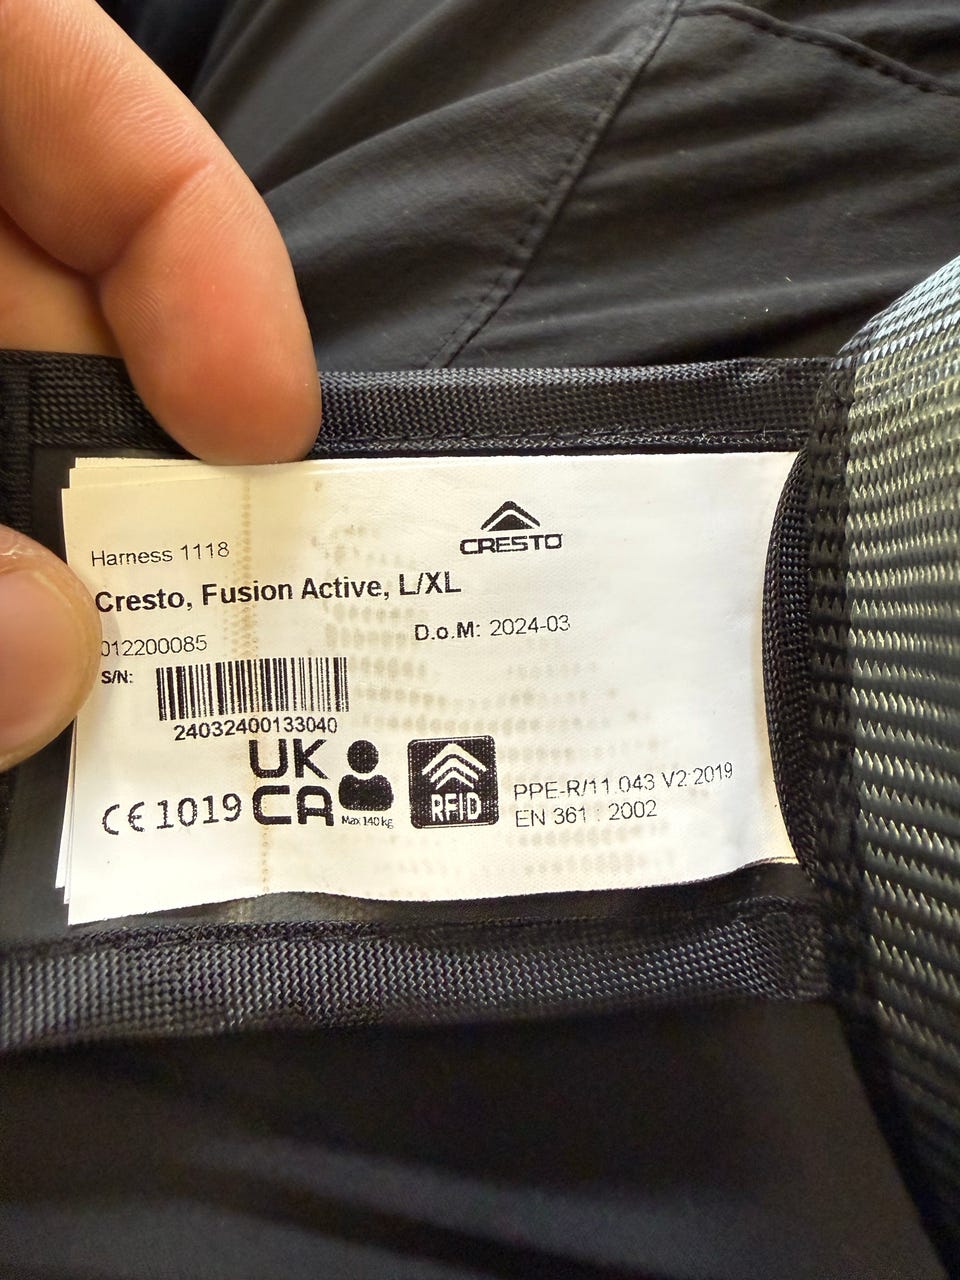 CRESTO
Harness 1118
Cresto, Fusion Active, L/XL
012200085
D.o.M: 2024-03
S/N:
24032400133040
UK
CA
CE 1019
Max 140 kg
RFID
PPE-R/11.043 V2:2019
EN 361 : 2002